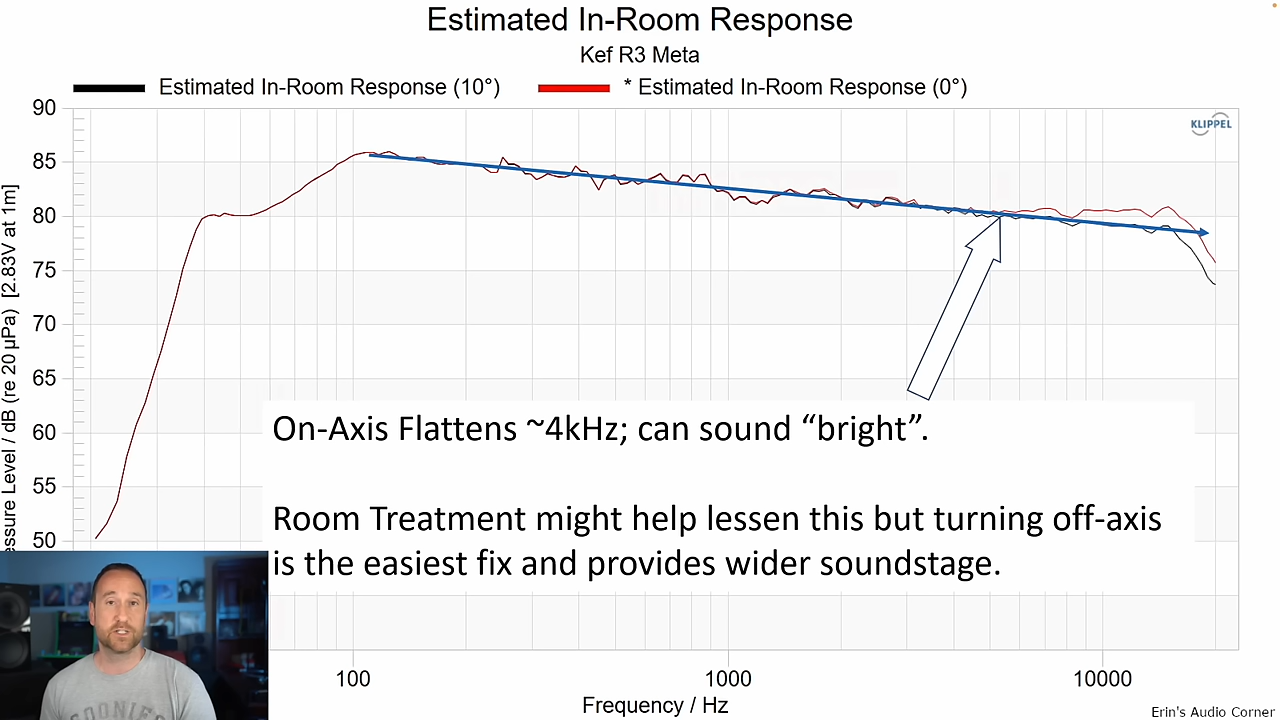 Estimated In-Room Response
Kef R3 Meta
Estimated In-Room Response (10°) * Estimated In-Room Response (0°)
KLIPPEL
90
85
80
75
70
65
60
55
50
/ dB (re 20 µPa) [2.83V at 1m]
On-Axis Flattens ~4kHz; can sound “bright”.
Room Treatment might help lessen this but turning off-axis
is the easiest fix and provides wider soundstage.
100 1000 10000
Frequency / Hz
Erin's Audio Corner